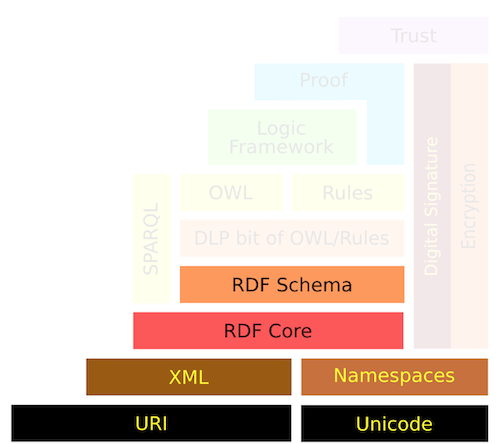 Trust
Proof
Logic
Framework
Digital Signature
Encryption
SPARQL
OWL
Rules
DLP bit of OWL/Rules
RDF Schema
RDF Core
XML
Namespaces
URI
Unicode